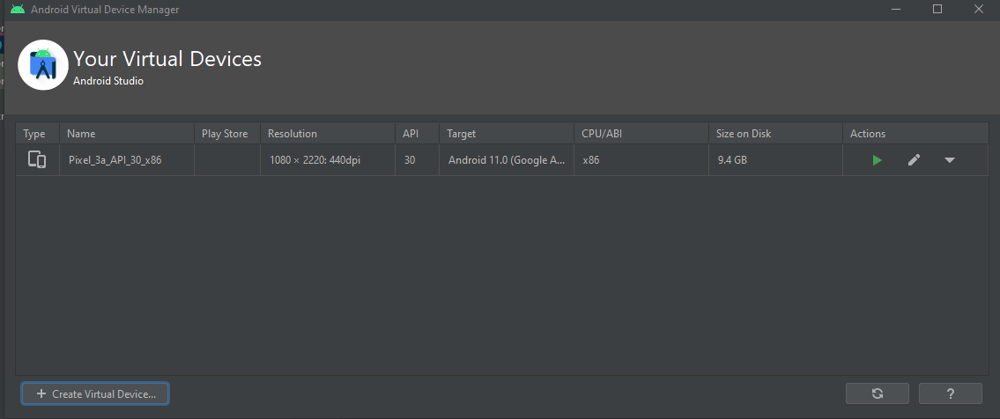 Android Virtual Device Manager
Your Virtual Devices
Android Studio
Type Name Play Store Resolution API Target CPU/ABI Size on Disk Actions
Pixel_3a_API_30_x86 1080 × 2220: 440dpi 30 Android 11.0 (Google A... x86 9.4 GB
+ Create Virtual Device... ?